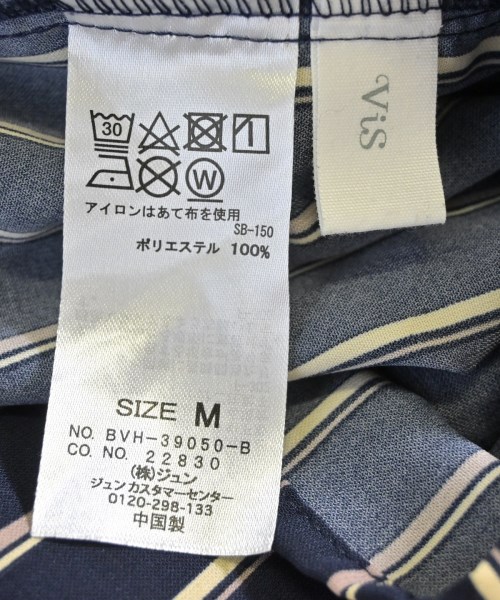 ViS
30
W
アイロンはあて布を使用
SB-150
ポリエステル 100%
SIZE M
NO. BVH-39050-B
CO. NO. 22830
(株)ジュン
ジュンカスタマーセンター
0120-298-133
中国製